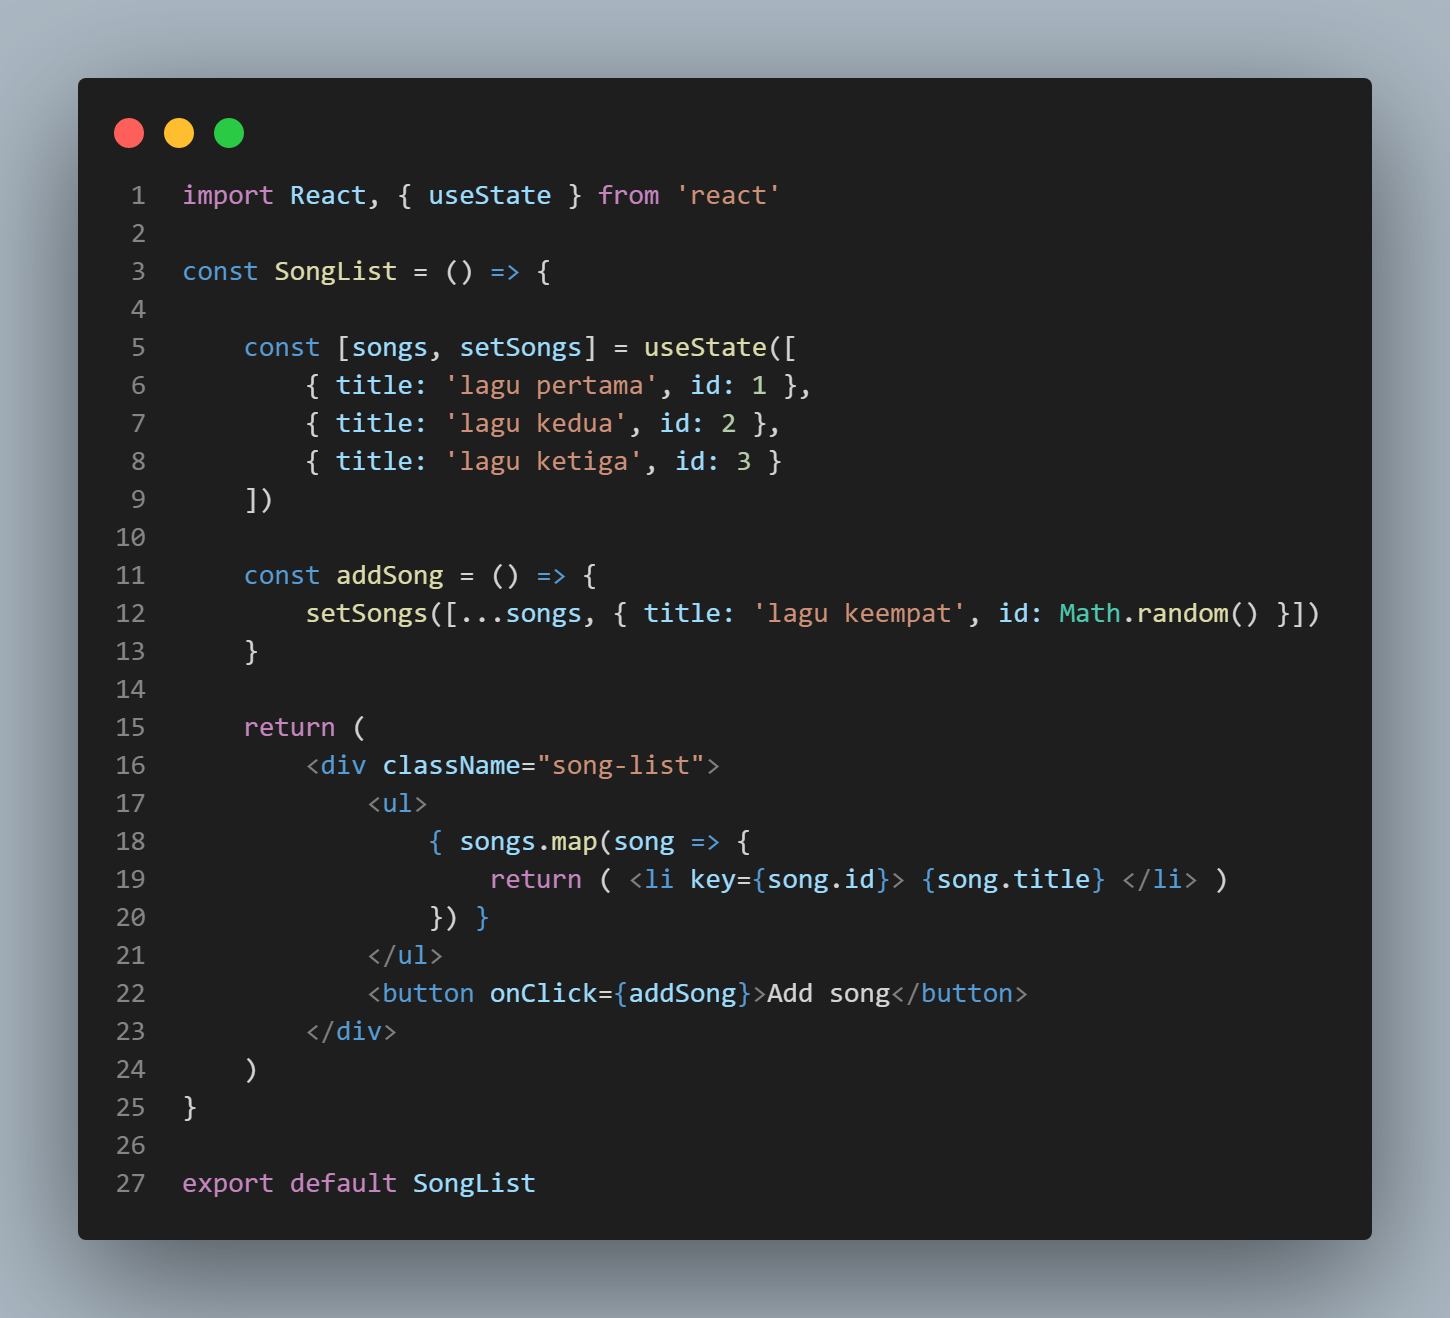 1 import React, { useState } from 'react'
2
3 const SongList = () => {
4
5     const [songs, setSongs] = useState([
6         { title: 'lagu pertama', id: 1 },
7         { title: 'lagu kedua', id: 2 },
8         { title: 'lagu ketiga', id: 3 }
9     ])
10
11     const addSong = () => {
12         setSongs([...songs, { title: 'lagu keempat', id: Math.random() }])
13     }
14
15     return (
16         <div className="song-list">
17             <ul>
18                 { songs.map(song => {
19                     return ( <li key={song.id}> {song.title} </li> )
20                 }) }
21             </ul>
22             <button onClick={addSong}>Add song</button>
23         </div>
24     )
25 }
26
27 export default SongList